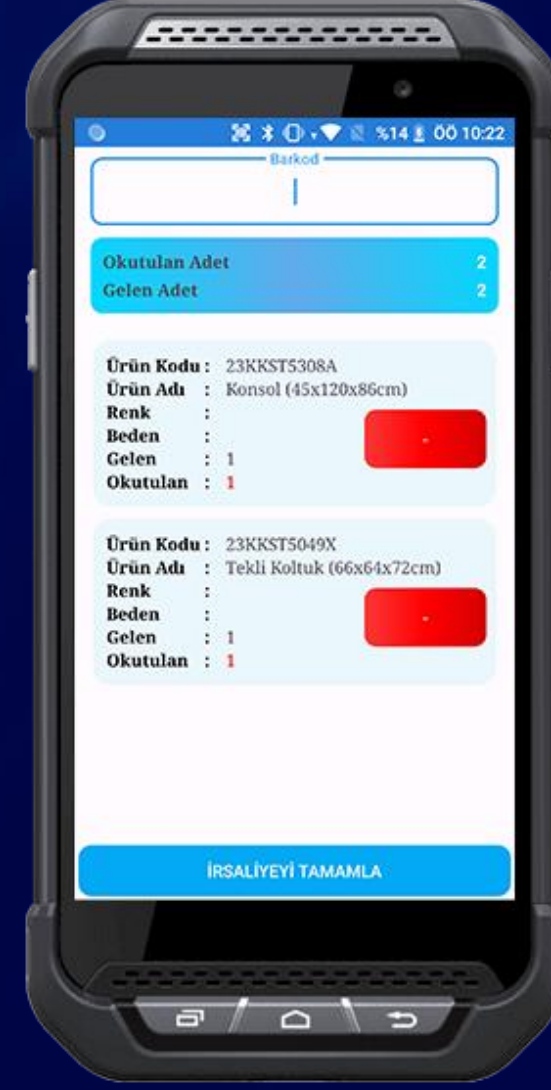 %14 ÖÖ 10:22
Barkod
Okutulan Adet 2
Gelen Adet 2
Ürün Kodu : 23KKST5308A
Ürün Adı : Konsol (45x120x86cm)
Renk :
Beden :
-
Gelen : 1
Okutulan : 1
Ürün Kodu : 23KKST5049X
Ürün Adı : Tekli Koltuk (66x64x72cm)
Renk :
Beden :
-
Gelen : 1
Okutulan : 1
İRSALİYEYİ TAMAMLA